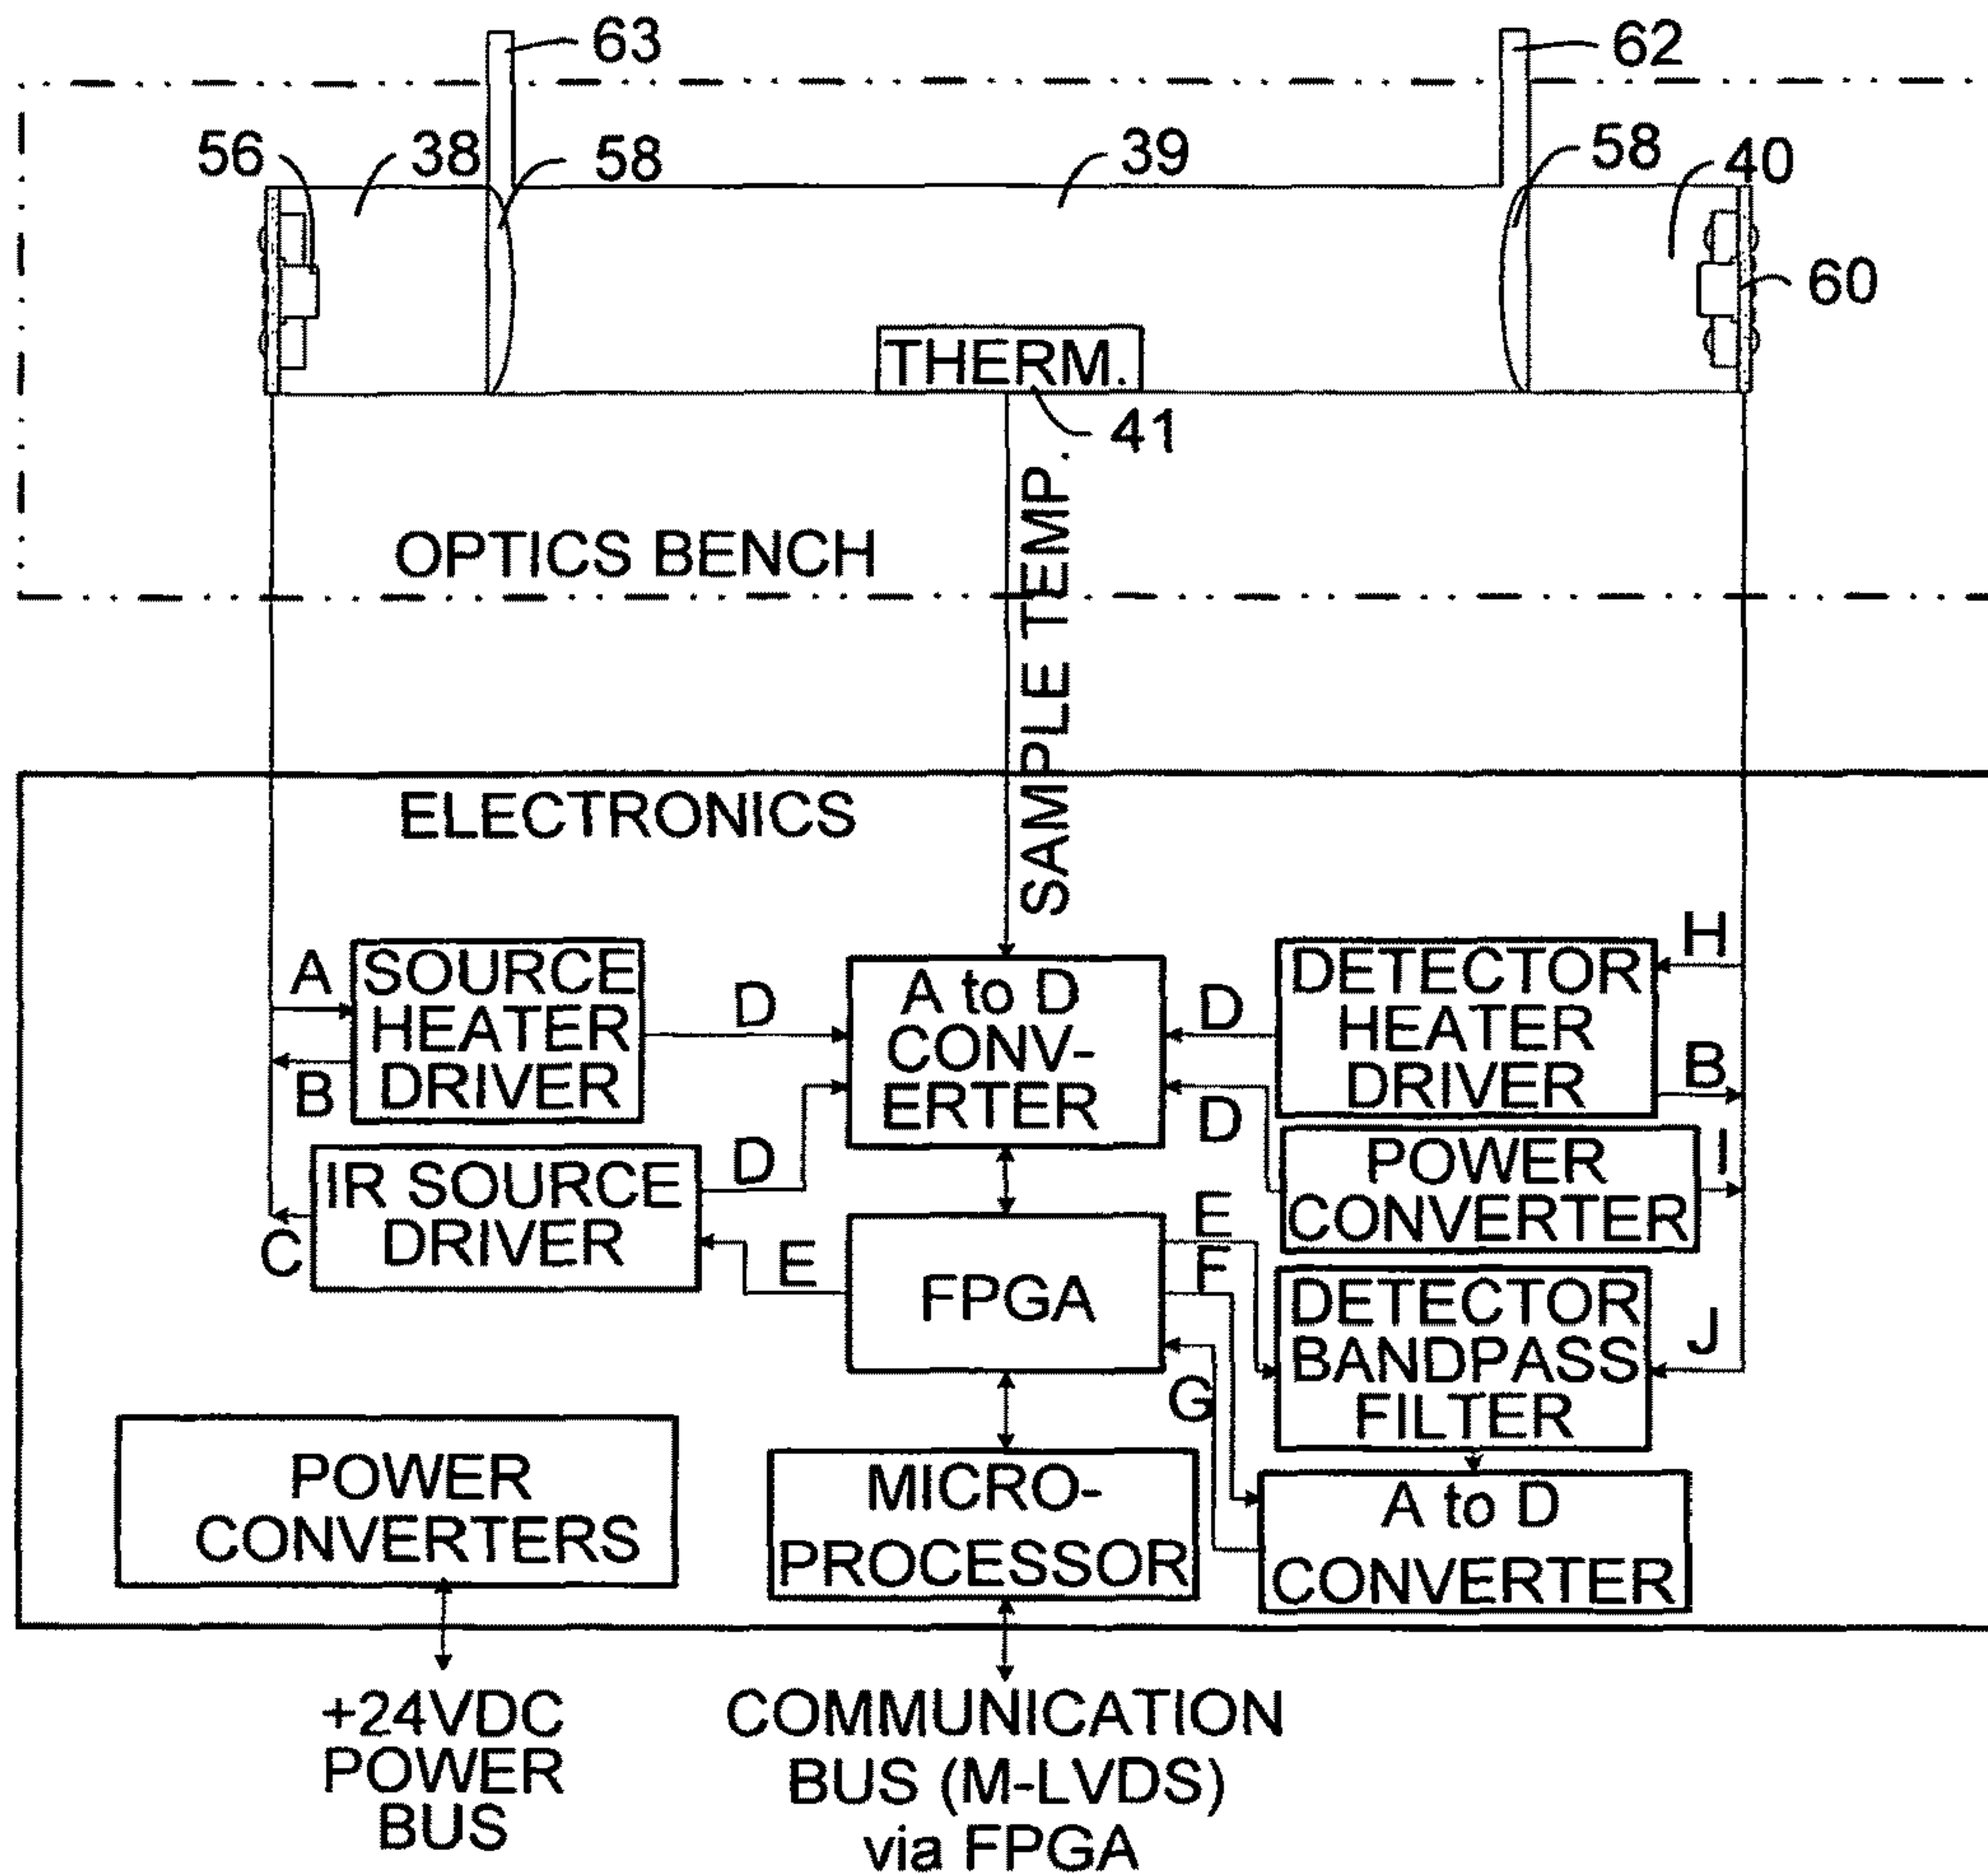 63
62
56
38
58
39
58
40
60
THERM.
41
SAMPLE TEMP.
OPTICS BENCH
ELECTRONICS
A
SOURCE
HEATER
DRIVER
B
D
A to D
CONV-
ERTER
D
DETECTOR
HEATER
DRIVER
H
B
IR SOURCE
DRIVER
C
D
E
FPGA
D
POWER
CONVERTER
I
E
F
G
DETECTOR
BANDPASS
FILTER
J
POWER
CONVERTERS
MICRO-
PROCESSOR
A to D
CONVERTER
+24VDC
POWER
BUS
COMMUNICATION
BUS (M-LVDS)
via FPGA